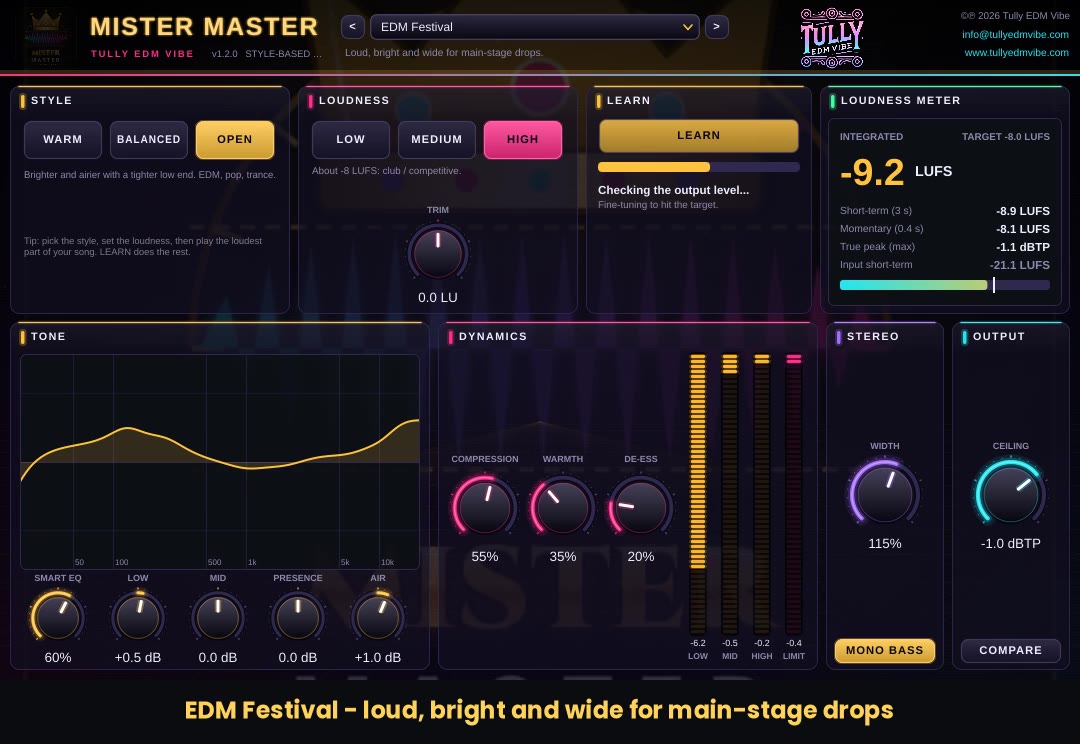 MISTER MASTER
TULLY EDM VIBE v1.2.0 STYLE-BASED ...
< EDM Festival >
Loud, bright and wide for main-stage drops.
TULLY
EDM VIBE
©℗ 2026 Tully EDM Vibe
info@tullyedmvibe.com
www.tullyedmvibe.com
STYLE
WARM BALANCED OPEN
Brighter and airier with a tighter low end. EDM, pop, trance.
Tip: pick the style, set the loudness, then play the loudest
part of your song. LEARN does the rest.
LOUDNESS
LOW MEDIUM HIGH
About -8 LUFS: club / competitive.
TRIM
0.0 LU
LEARN
LEARN
Checking the output level...
Fine-tuning to hit the target.
LOUDNESS METER
INTEGRATED TARGET -8.0 LUFS
-9.2 LUFS
Short-term (3 s) -8.9 LUFS
Momentary (0.4 s) -8.1 LUFS
True peak (max) -1.1 dBTP
Input short-term -21.1 LUFS
TONE
50 100 500 1k 5k 10k
SMART EQ LOW MID PRESENCE AIR
60% +0.5 dB 0.0 dB 0.0 dB +1.0 dB
DYNAMICS
COMPRESSION WARMTH DE-ESS
55% 35% 20%
-6.2 -0.5 -0.2 -0.4
LOW MID HIGH LIMIT
STEREO
WIDTH
115%
MONO BASS
OUTPUT
CEILING
-1.0 dBTP
COMPARE
MISTER
EDM Festival – loud, bright and wide for main-stage drops